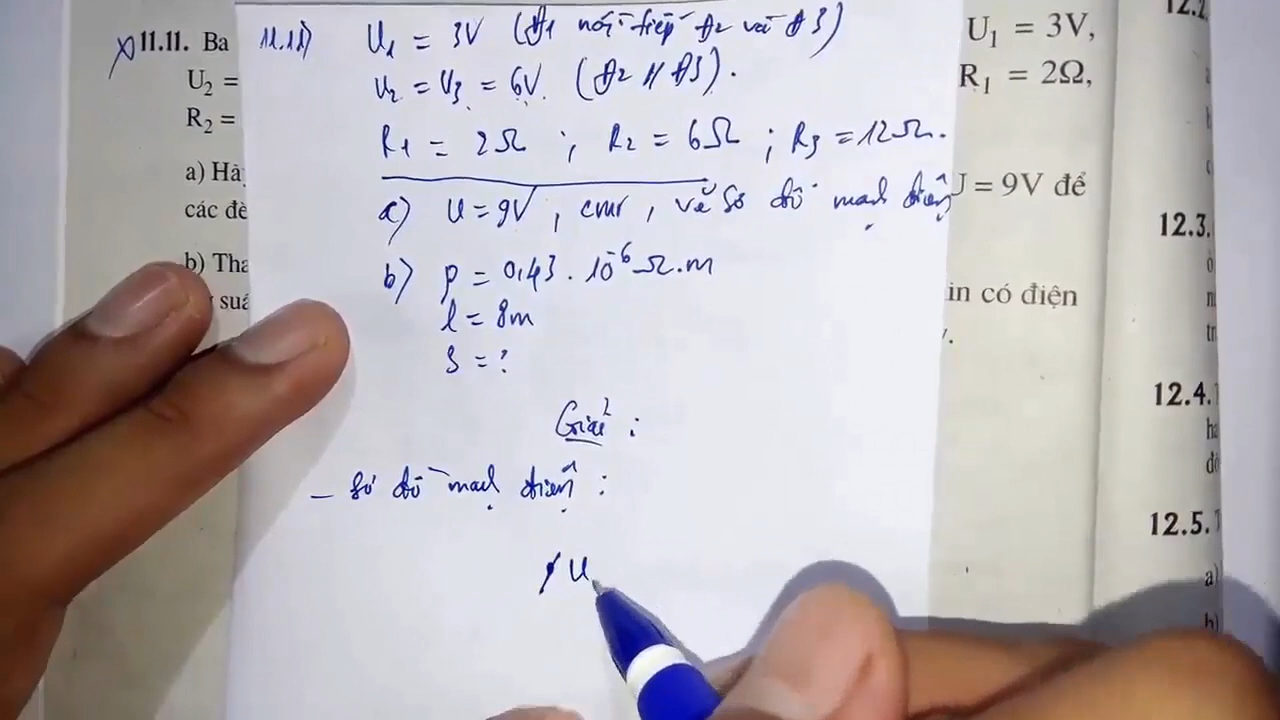 11.11. Ba
U₂ =
R₂ =
a) Hã
các đè
b) Tha
suấ
11.11) U₁ = 3V (Đ1 nối tiếp Đ2 và Đ3)
U₂ = U₃ = 6V (Đ2 // Đ3).
R₁ = 2Ω ; R₂ = 6Ω ; R₃ = 12Ω.
a) U = 9V, cmr, vẽ sơ đồ mạch điện
b) ρ = 0,43 . 10⁻⁶ Ω.m
l = 8m
S = ?
Giải :
– Sơ đồ mạch điện :
U
U₁ = 3V,
R₁ = 2Ω,
U = 9V để
in có điện
12.2
12.3.
12.4.
12.5.
a)
b)